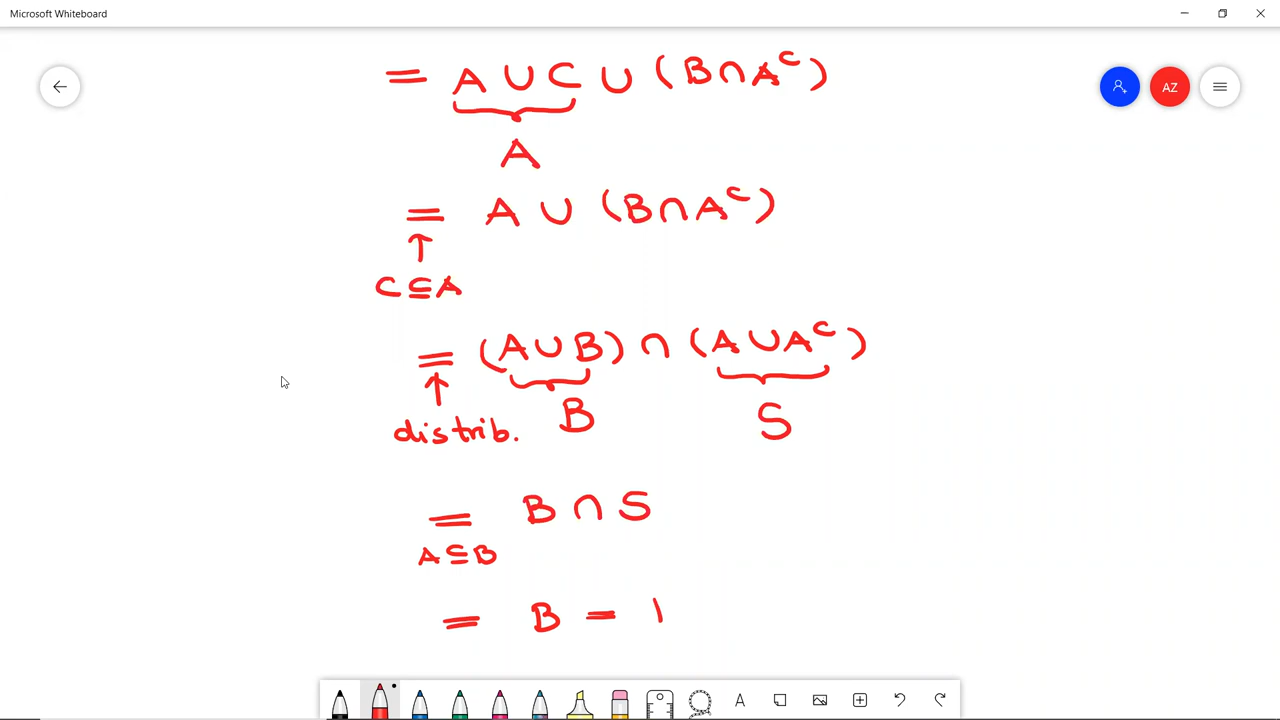 Microsoft Whiteboard
= A ∪ C ∪ (B ∩ Aᶜ)
AZ
A
= A ∪ (B ∩ Aᶜ)
↑
C ⊆ A
= (A ∪ B) ∩ (A ∪ Aᶜ)
↑
B S
distrib.
= B ∩ S
A ⊆ B
= B = 1
A